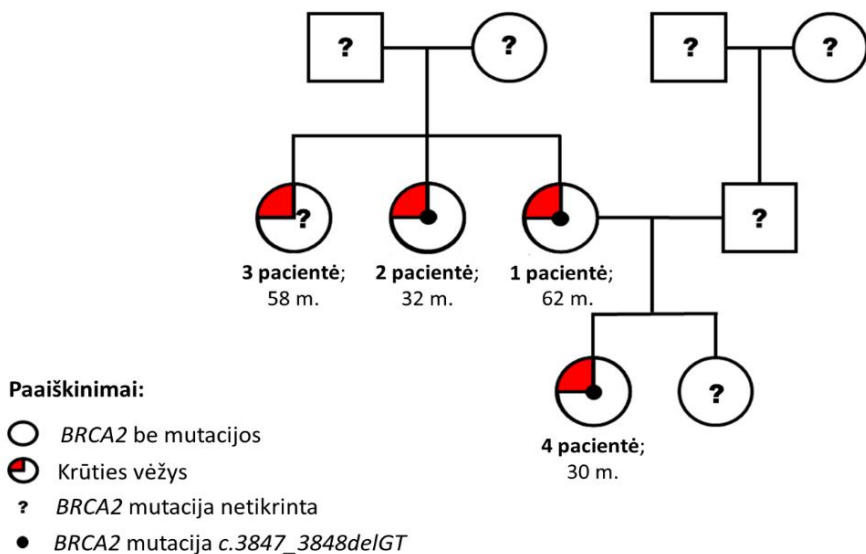 ? ? ? ?
? ?
3 pacientė; 2 pacientė; 1 pacientė;
58 m. 32 m. 62 m.
?
4 pacientė;
30 m.
Paaiškinimai:
BRCA2 be mutacijos
Krūties vėžys
? BRCA2 mutacija netikrinta
BRCA2 mutacija c.3847_3848delGT